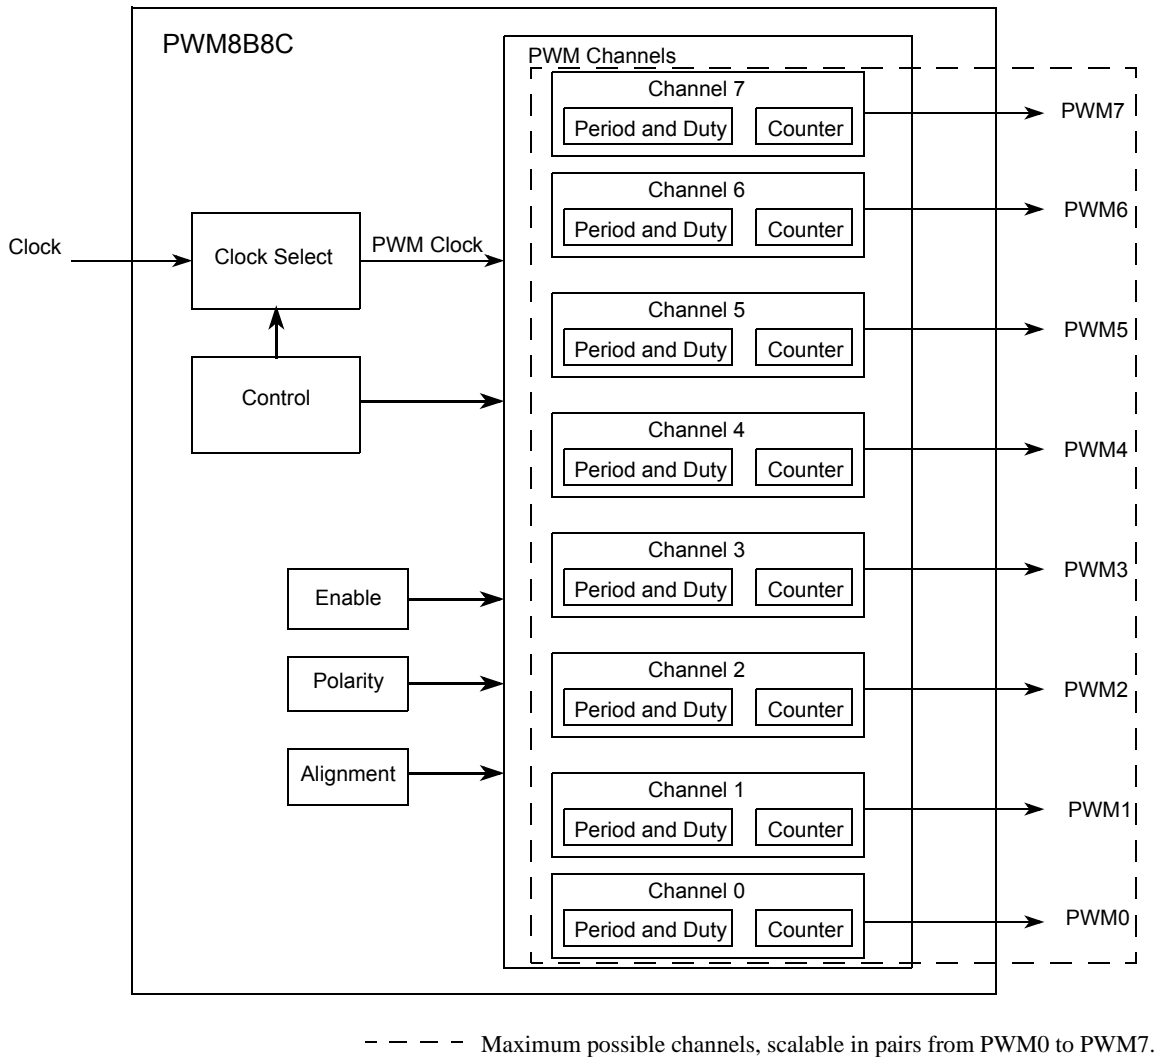 PWM8B8C
PWM Channels
Channel 7
Period and Duty
Counter
PWM7
Channel 6
Period and Duty
Counter
PWM6
Clock
Clock Select
PWM Clock
Channel 5
Period and Duty
Counter
PWM5
Control
Channel 4
Period and Duty
Counter
PWM4
Channel 3
Period and Duty
Counter
PWM3
Enable
Polarity
Channel 2
Period and Duty
Counter
PWM2
Alignment
Channel 1
Period and Duty
Counter
PWM1
Channel 0
Period and Duty
Counter
PWM0
Maximum possible channels, scalable in pairs from PWM0 to PWM7.